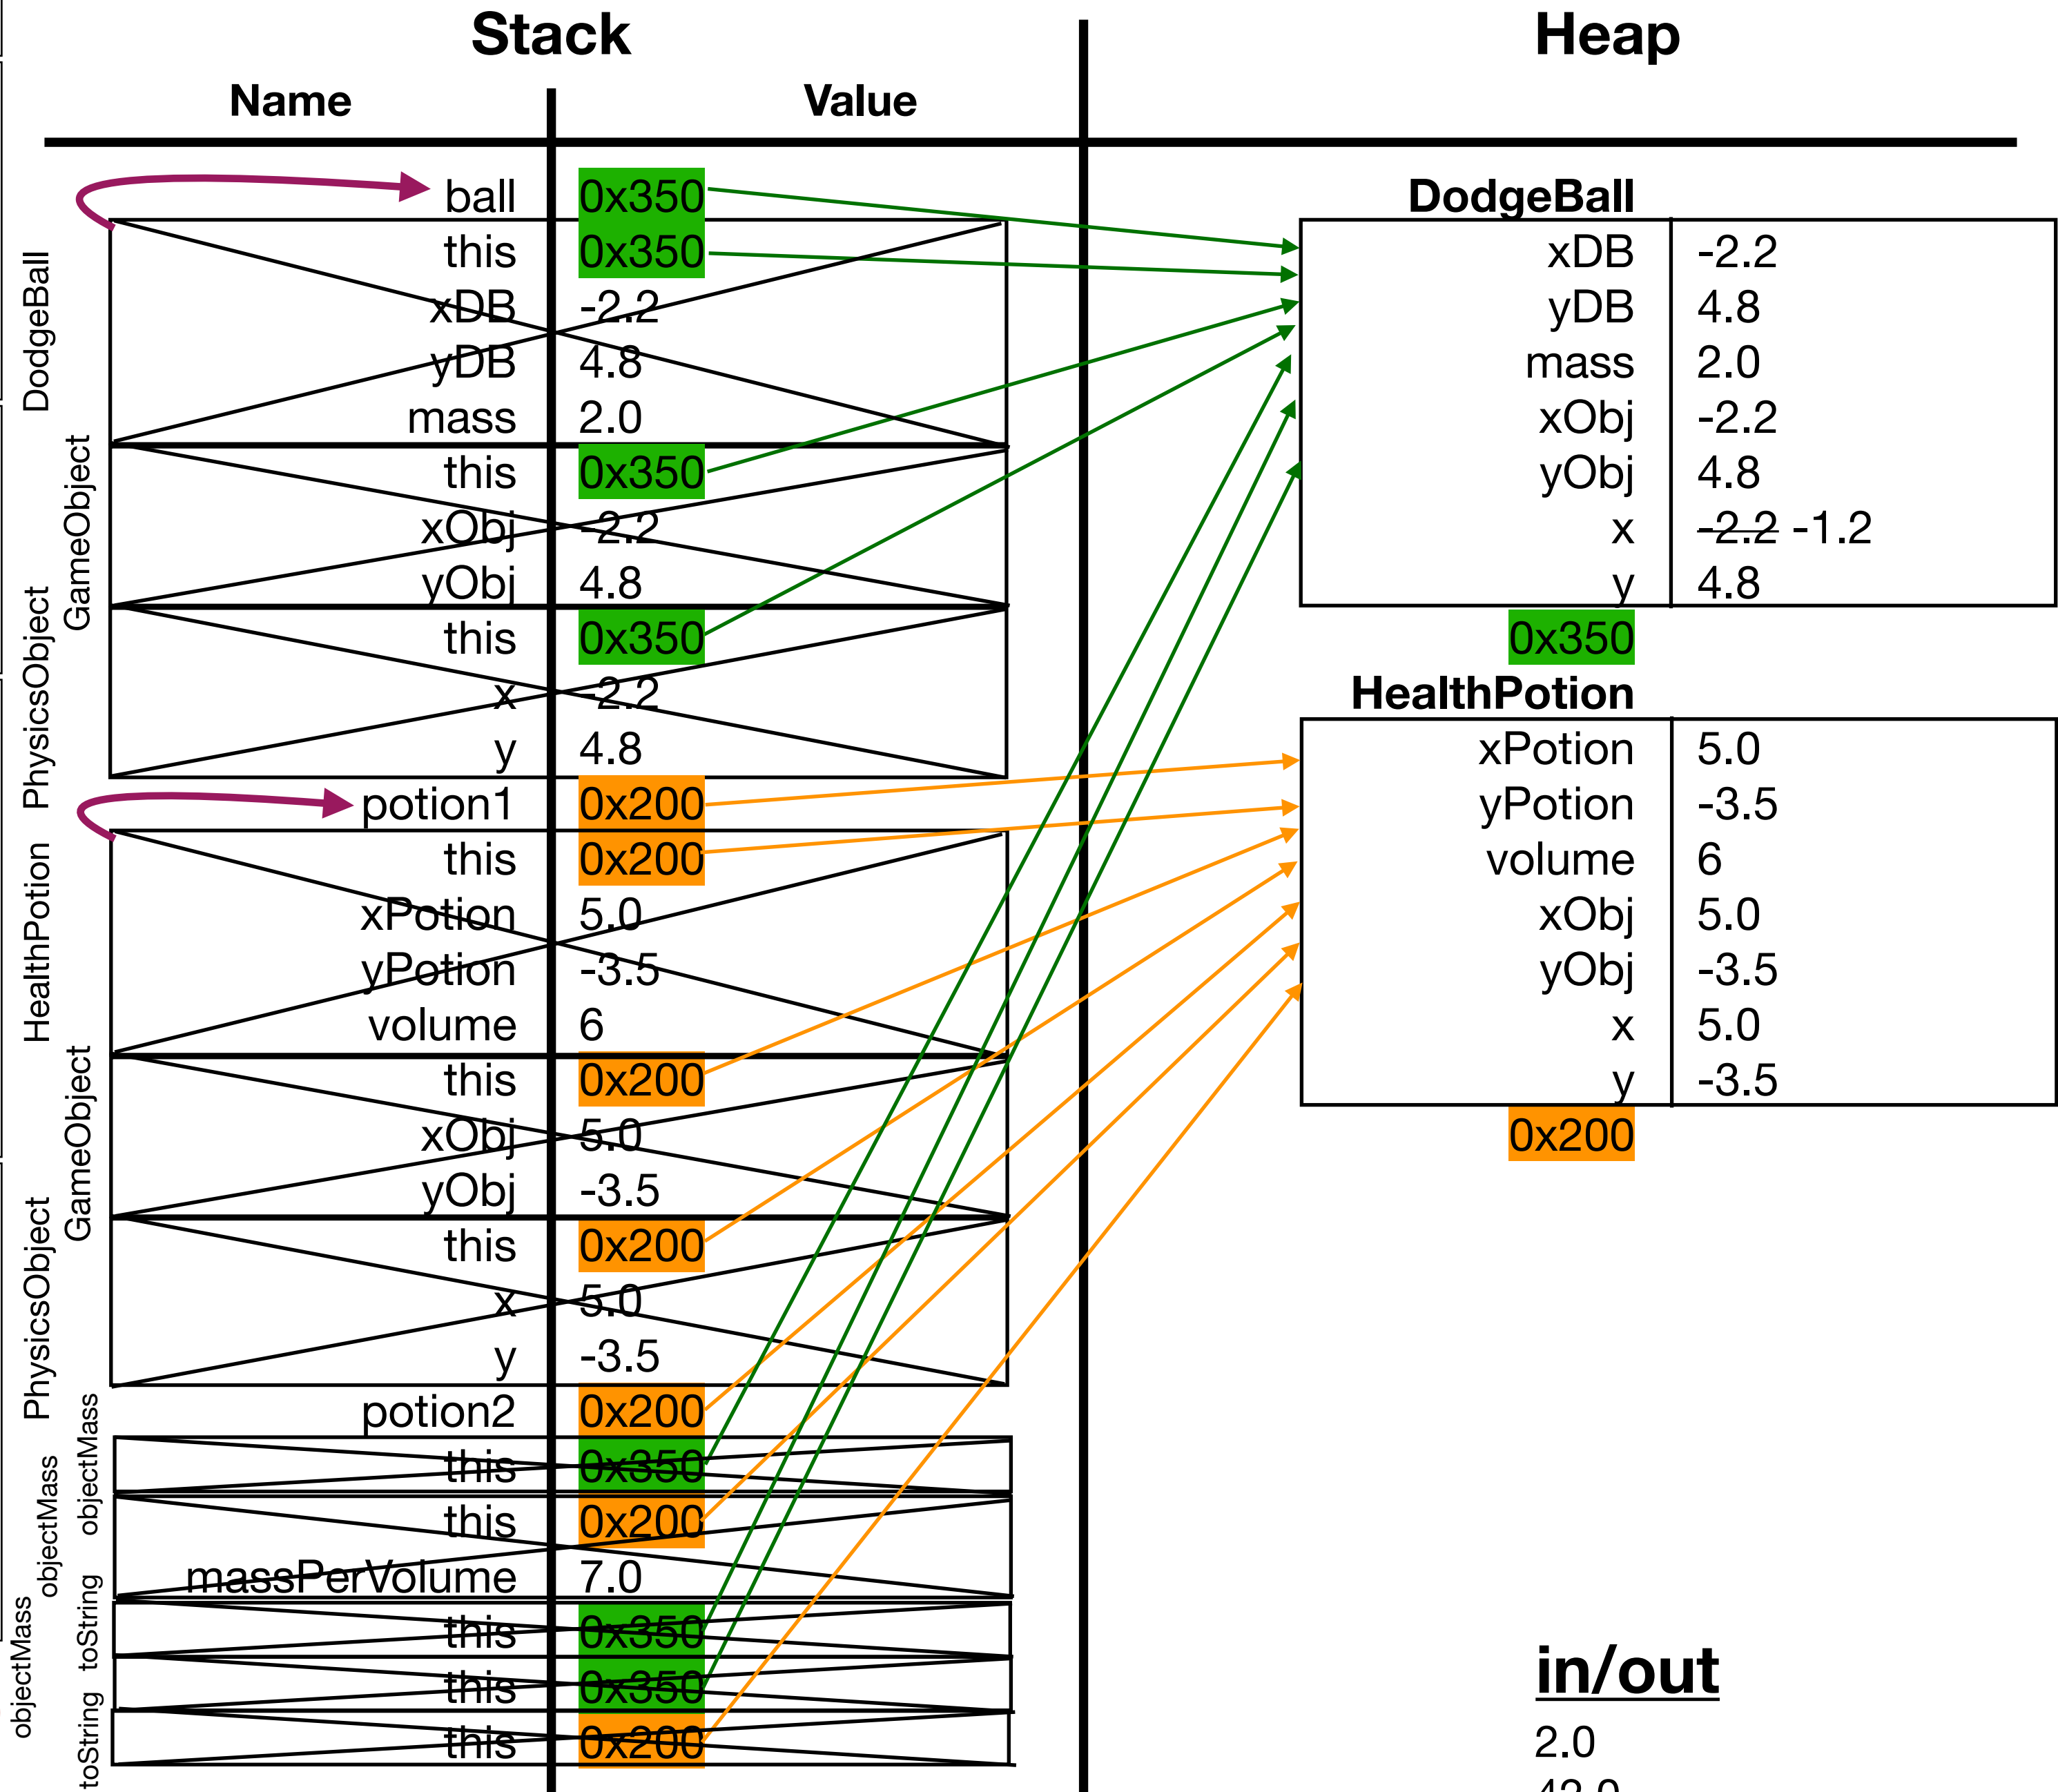 Stack
Heap
Name
Value
ball 0x350
this 0x350
xDB -2.2
yDB 4.8
mass 2.0
this 0x350
xObj -2.2
yObj 4.8
this 0x350
x -2.2
y 4.8
potion1 0x200
this 0x200
xPotion 5.0
yPotion -3.5
volume 6
this 0x200
xObj 5.0
yObj -3.5
this 0x200
x 5.0
y -3.5
potion2 0x200
this 0x350
this 0x200
massPerVolume 7.0
this 0x350
this 0x350
this 0x200
DodgeBall
GameObject
PhysicsObject
HealthPotion
GameObject
PhysicsObject
objectMass
objectMass
toString
objectMass
toString
DodgeBall
xDB -2.2
yDB 4.8
mass 2.0
xObj -2.2
yObj 4.8
x -2.2 -1.2
y 4.8
0x350
HealthPotion
xPotion 5.0
yPotion -3.5
volume 6
xObj 5.0
yObj -3.5
x 5.0
y -3.5
0x200
in/out
2.0
42.0